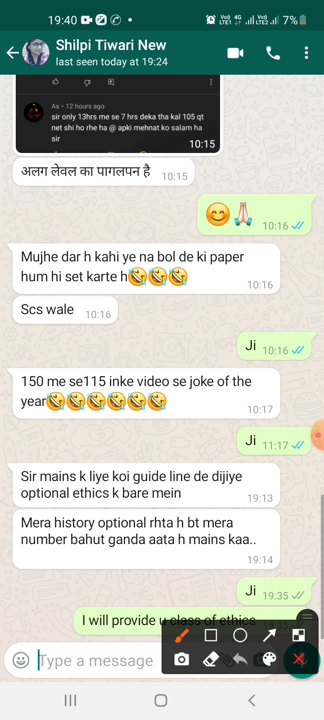 19:40
7%
Shilpi Tiwari New
last seen today at 19:24
As • 12 hours ago
sir only 13hrs me se 7 hrs deka tha kal 105 qt
net shi ho rhe ha @ apki mehnat ko salam ha
sir
10:15
अलग लेवल का पागलपन है 10:15
😊🙏
10:16
Mujhe dar h kahi ye na bol de ki paper
hum hi set karte h🤣🤣🤣
10:16
Scs wale 10:16
Ji 10:16
150 me se115 inke video se joke of the
year🤣🤣🤣🤣🤣🤣
10:17
Ji 11:17
Sir mains k liye koi guide line de dijiye
optional ethics k bare mein
19:13
Mera history optional rhta h bt mera
number bahut ganda aata h mains kaa..
19:14
Ji 19:35
I will provide u class of ethics
Type a message